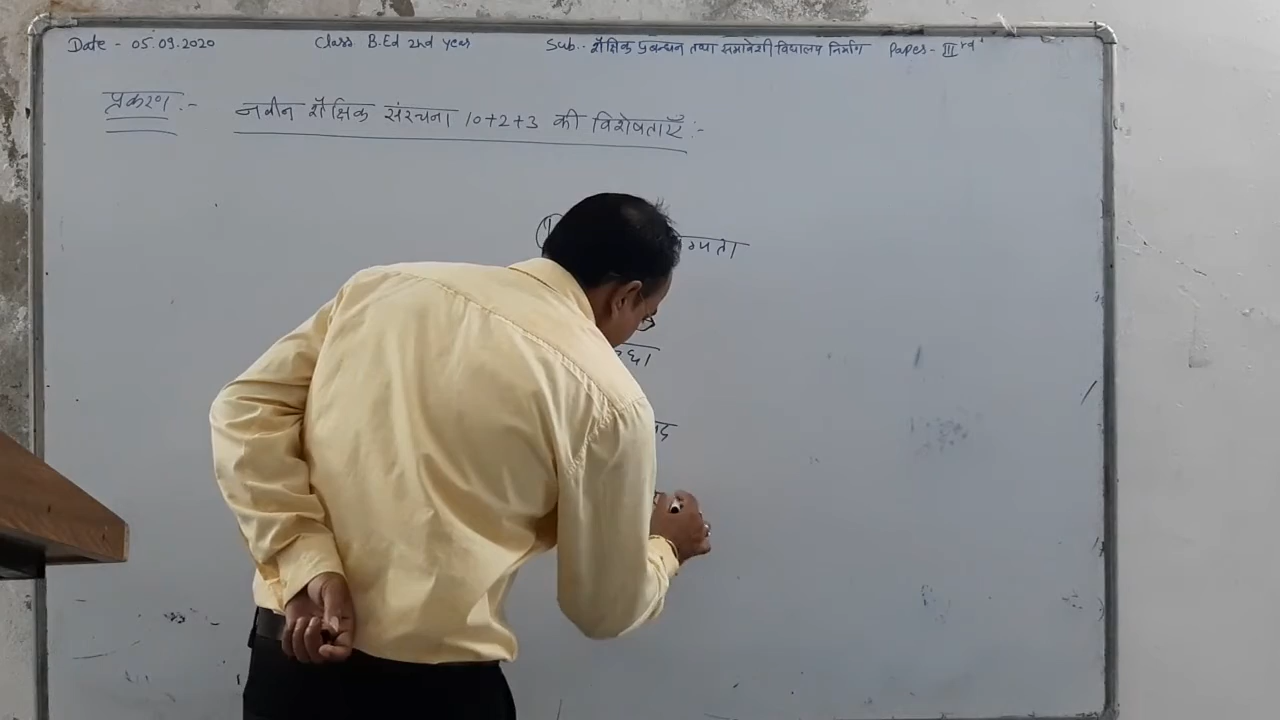 Date - 05.09.2020 Class B.Ed 2nd year Sub.. शैक्षिक प्रबन्धन तथा समावेशी विद्यालय निर्माण Paper - III rd
प्रकरण :- नवीन शैक्षिक संरचना 10+2+3 की विशेषताएँ :-